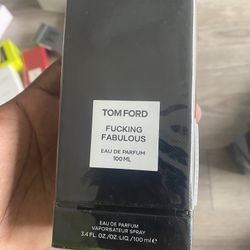 TOM FORD
FUCKING
FABULOUS
EAU DE PARFUM
100 ML
EAU DE PARFUM
VAPORISATEUR SPRAY
3.4 FL. OZ./OZ. LIQ./100 ml ℮